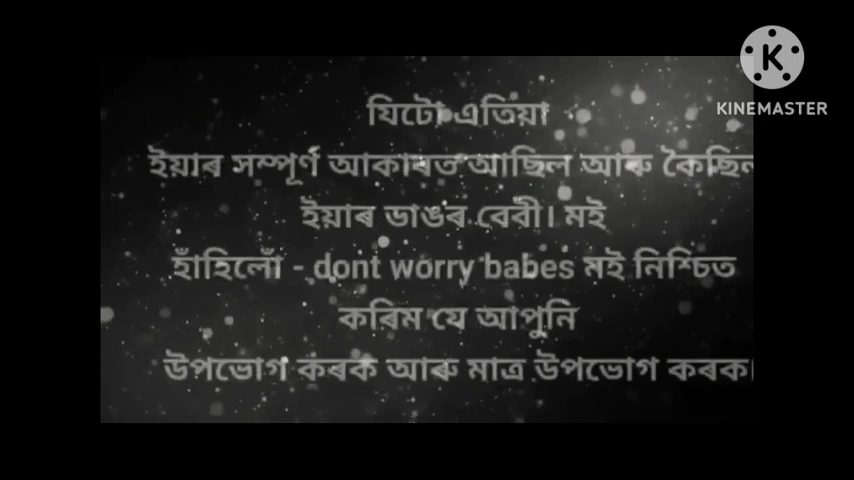 KINEMASTER
যিটো এতিয়া
ইয়াৰ সম্পূৰ্ণ আকাৰত আছিল আৰু কৈছিল
ইয়াৰ ডাঙৰ বেবী। মই
হাঁহিলোঁ - dont worry babes মই নিশ্চিত
কৰিম যে আপুনি
উপভোগ কৰক আৰু মাত্ৰ উপভোগ কৰক।